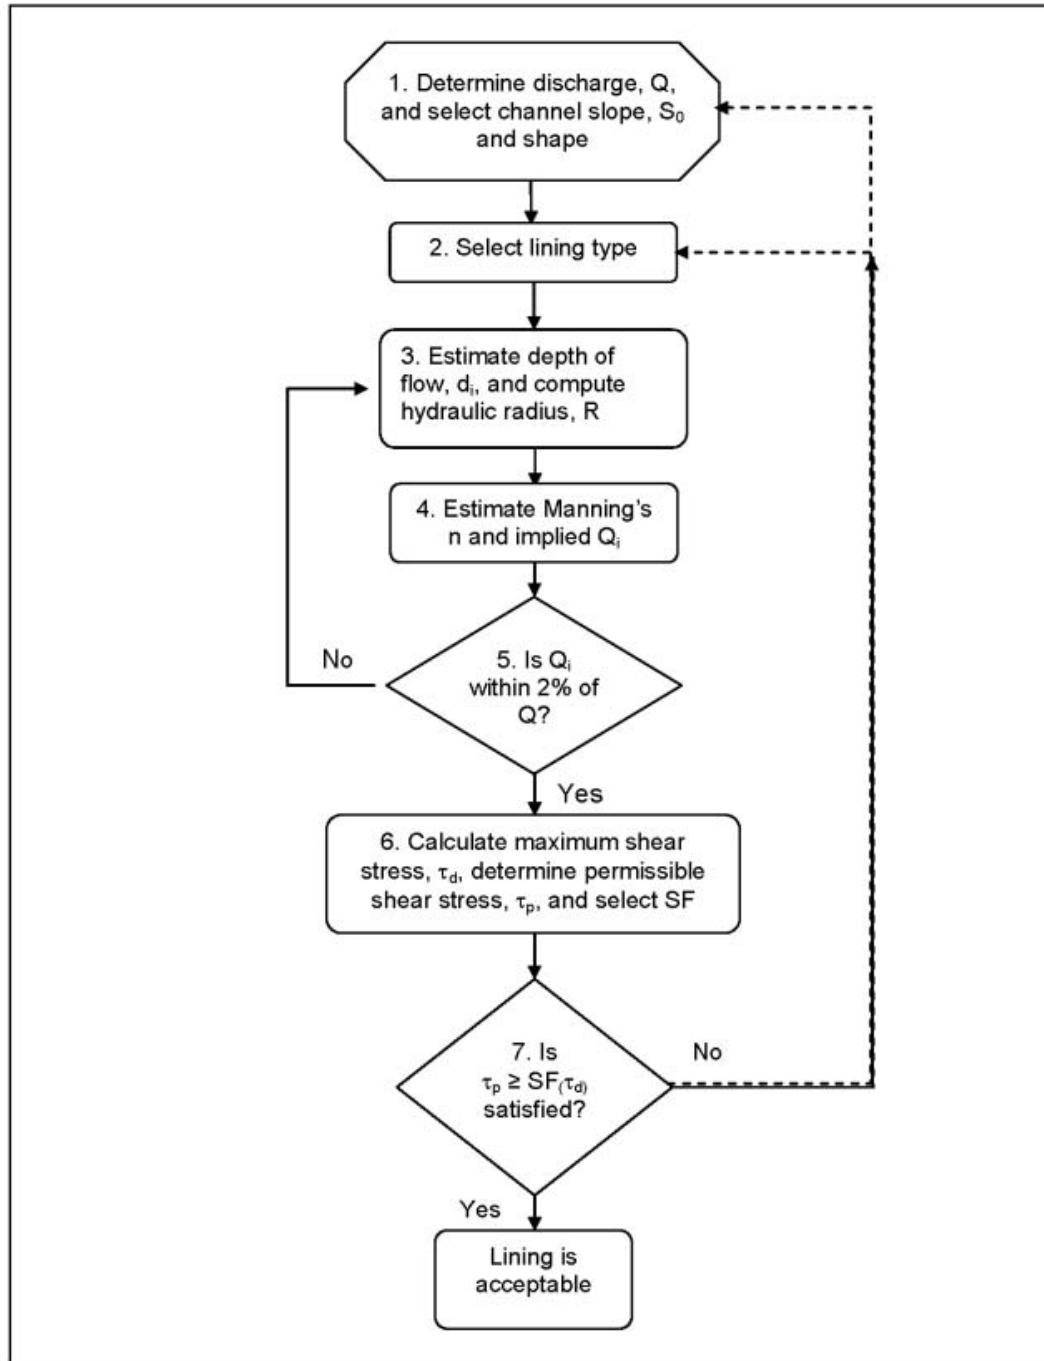 1. Determine discharge, Q,
and select channel slope, S₀
and shape
2. Select lining type
3. Estimate depth of
flow, dᵢ, and compute
hydraulic radius, R
4. Estimate Manning's
n and implied Qᵢ
No
5. Is Qᵢ
within 2% of
Q?
Yes
6. Calculate maximum shear
stress, τd, determine permissible
shear stress, τp, and select SF
7. Is
τp ≥ SF(τd)
satisfied?
No
Yes
Lining is
acceptable